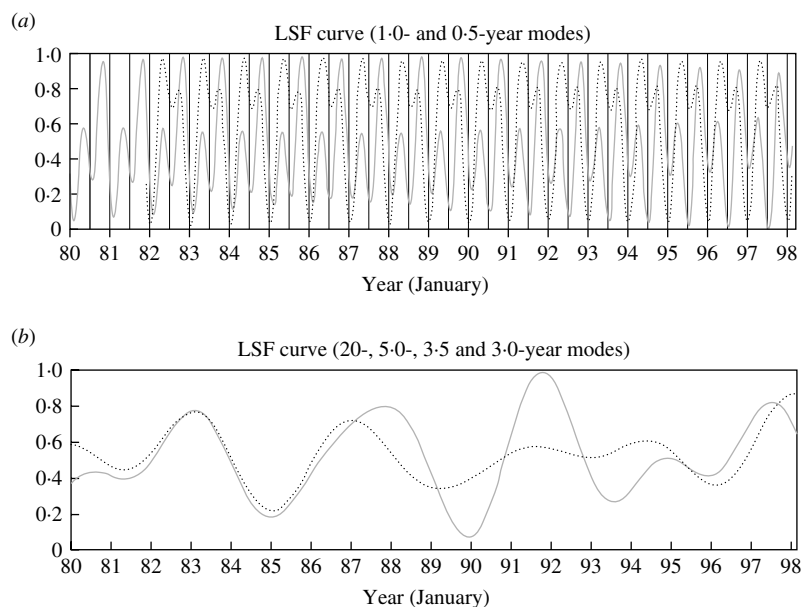 (a)
LSF curve (1·0- and 0·5-year modes)
1·0
0·8
0·6
0·4
0·2
0
80 81 82 83 84 85 86 87 88 89 90 91 92 93 94 95 96 97 98
Year (January)
(b)
LSF curve (20-, 5·0-, 3·5 and 3·0-year modes)
1·0
0·8
0·6
0·4
0·2
0
80 81 82 83 84 85 86 87 88 89 90 91 92 93 94 95 96 97 98
Year (January)